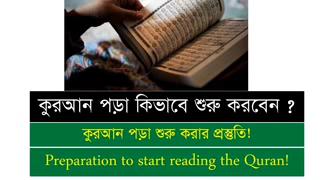 কুরআন পড়া কিভাবে শুরু করবেন ?
কুরআন পড়া শুরু করার প্রস্তুতি!
Preparation to start reading the Quran!